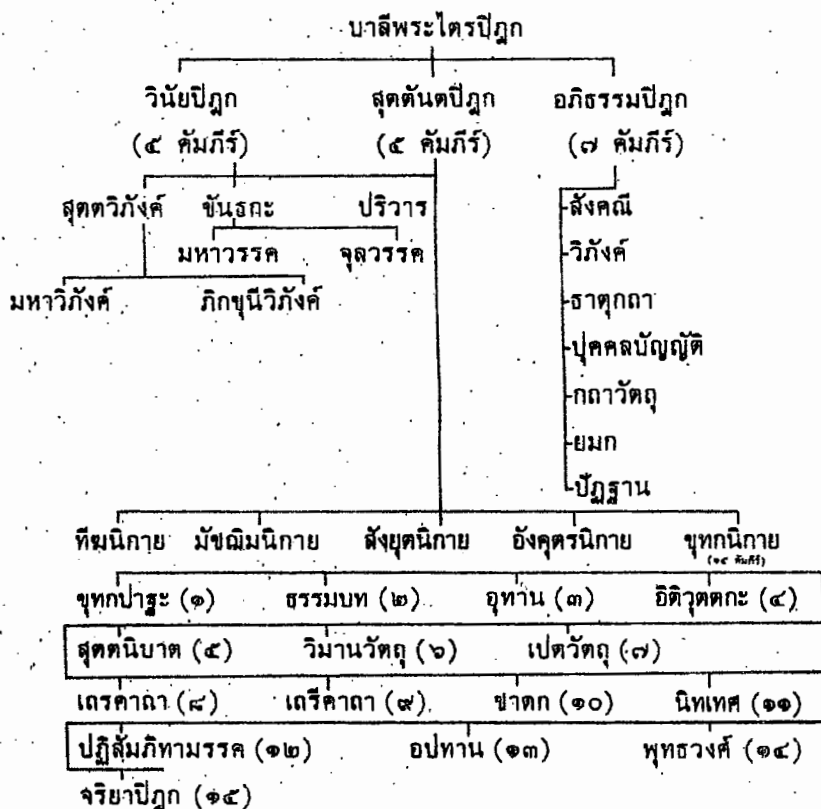 บาลีพระไตรปิฎก
วินัยปิฎก สุตตันตปิฎก อภิธรรมปิฎก
(๕ คัมภีร์) (๕ คัมภีร์) (๗ คัมภีร์)
สุตตวิภังค์ ขันธกะ ปริวาร สังคณี
มหาวรรค จุลวรรค วิภังค์
มหาวิภังค์ ภิกขุนีวิภังค์ ธาตุกถา
ปุคคลบัญญัติ
กถาวัตถุ
ยมก
ปัฏฐาน
ทีฆนิกาย มัชฌิมนิกาย สังยุตนิกาย อังคุตรนิกาย ขุทกนิกาย
(๑๕ คัมภีร์)
ขุทกปาฐะ (๑) ธรรมบท (๒) อุทาน (๓) อิติวุตตกะ (๔)
สุตตนิบาต (๕) วิมานวัตถุ (๖) เปตวัตถุ (๗)
เถรคาถา (๘) เถรีคาถา (๙) ชาดก (๑๐) นิทเทศ (๑๑)
ปฏิสัมภิทามรรค (๑๒) อปทาน (๑๓) พุทธวงศ์ (๑๔)
จริยาปิฎก (๑๕)